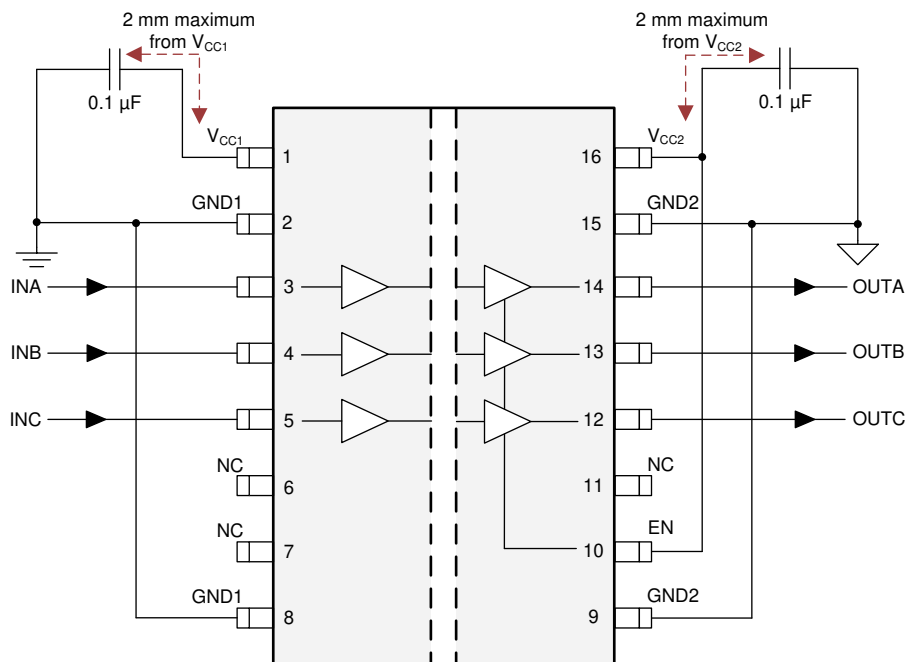 2 mm maximum
from VCC1
2 mm maximum
from VCC2
0.1 µF
0.1 µF
VCC1
1
16
VCC2
GND1
2
15
GND2
INA
3
14
OUTA
INB
4
13
OUTB
INC
5
12
OUTC
NC
6
11
NC
NC
7
10
EN
GND1
8
9
GND2